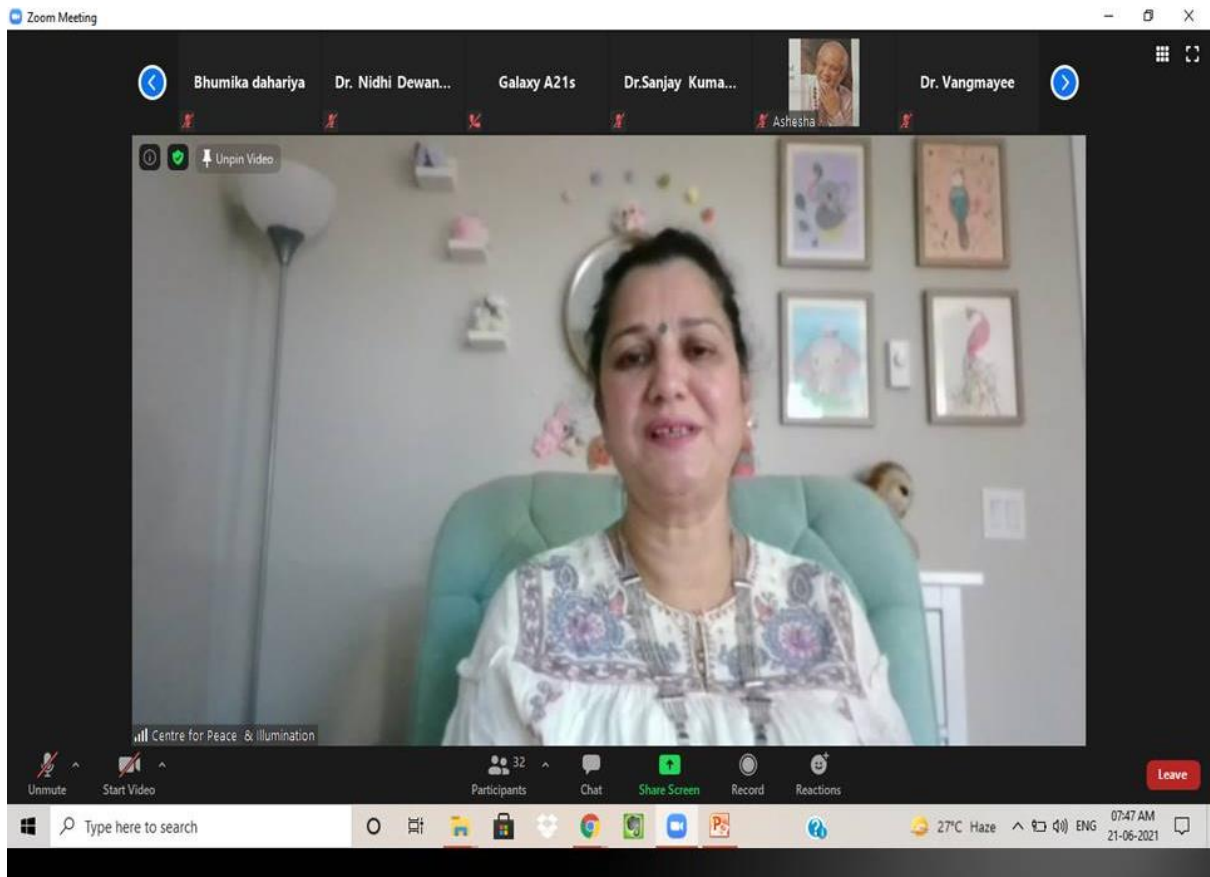 Zoom Meeting
Bhumika dahariya
Dr. Nidhi Dewan...
Galaxy A21s
Dr.Sanjay Kuma...
Ashesha
Dr. Vangmayee
Unpin Video
Centre for Peace & Illumination
Unmute
Start Video
32
Participants
Chat
Share Screen
Record
Reactions
Leave
Type here to search
27°C Haze
ENG
07:47 AM
21-06-2021